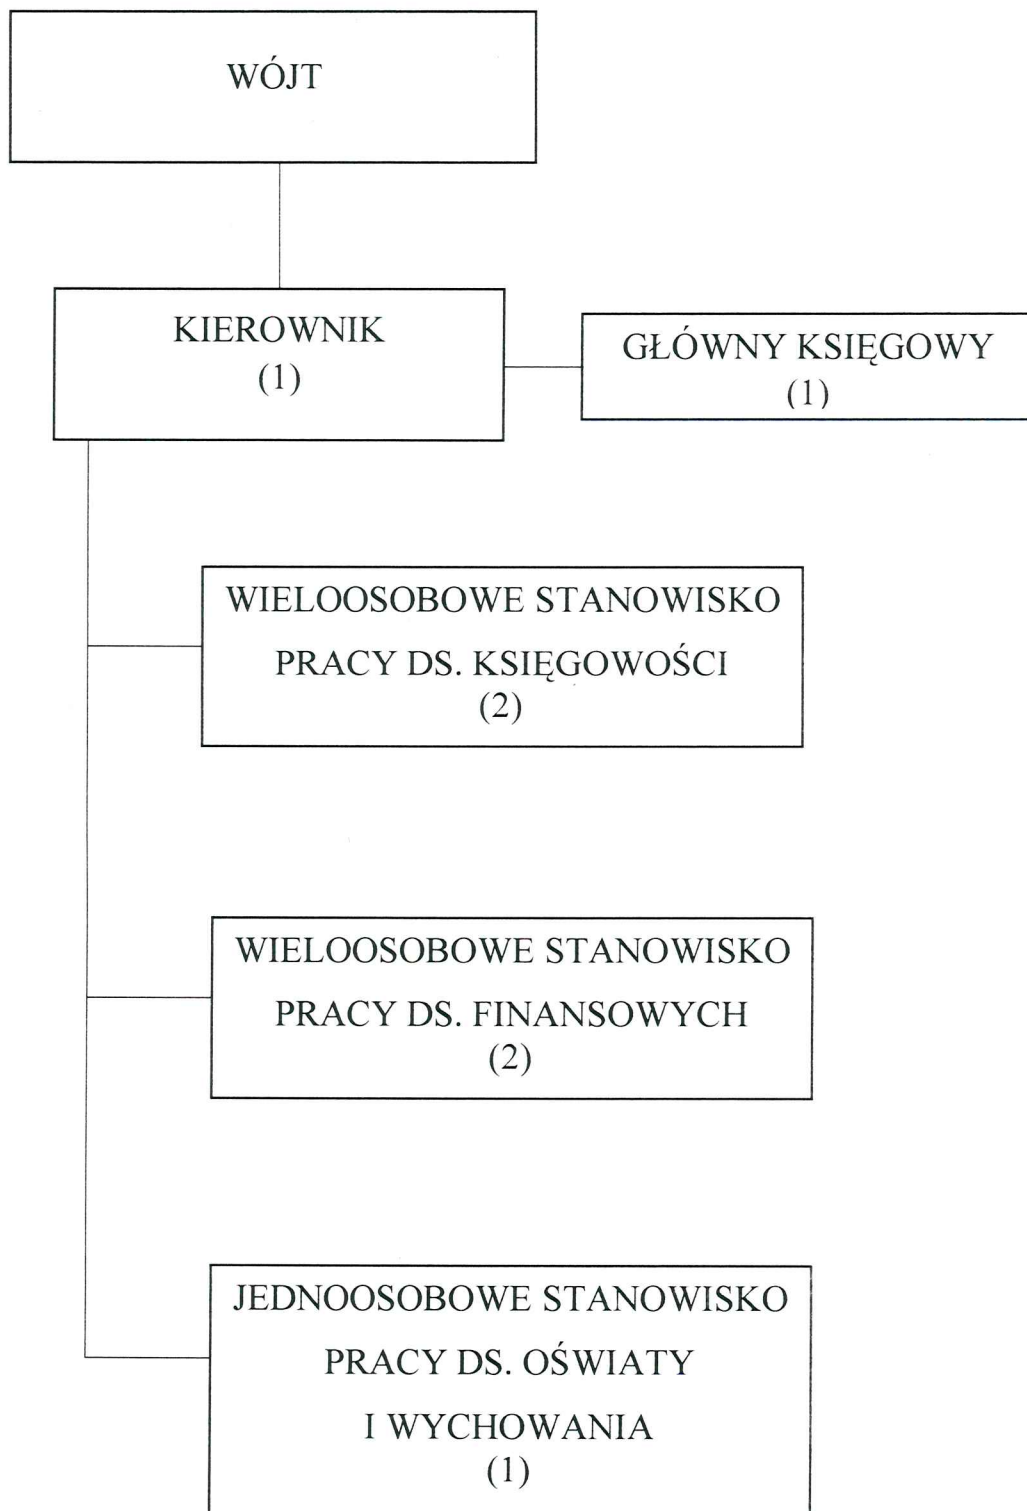 WÓJT
KIEROWNIK
(1)
GŁÓWNY KSIĘGOWY
(1)
WIELOOSOBOWE STANOWISKO
PRACY DS. KSIĘGOWOŚCI
(2)
WIELOOSOBOWE STANOWISKO
PRACY DS. FINANSOWYCH
(2)
JEDNOOSOBOWE STANOWISKO
PRACY DS. OŚWIATY
I WYCHOWANIA
(1)